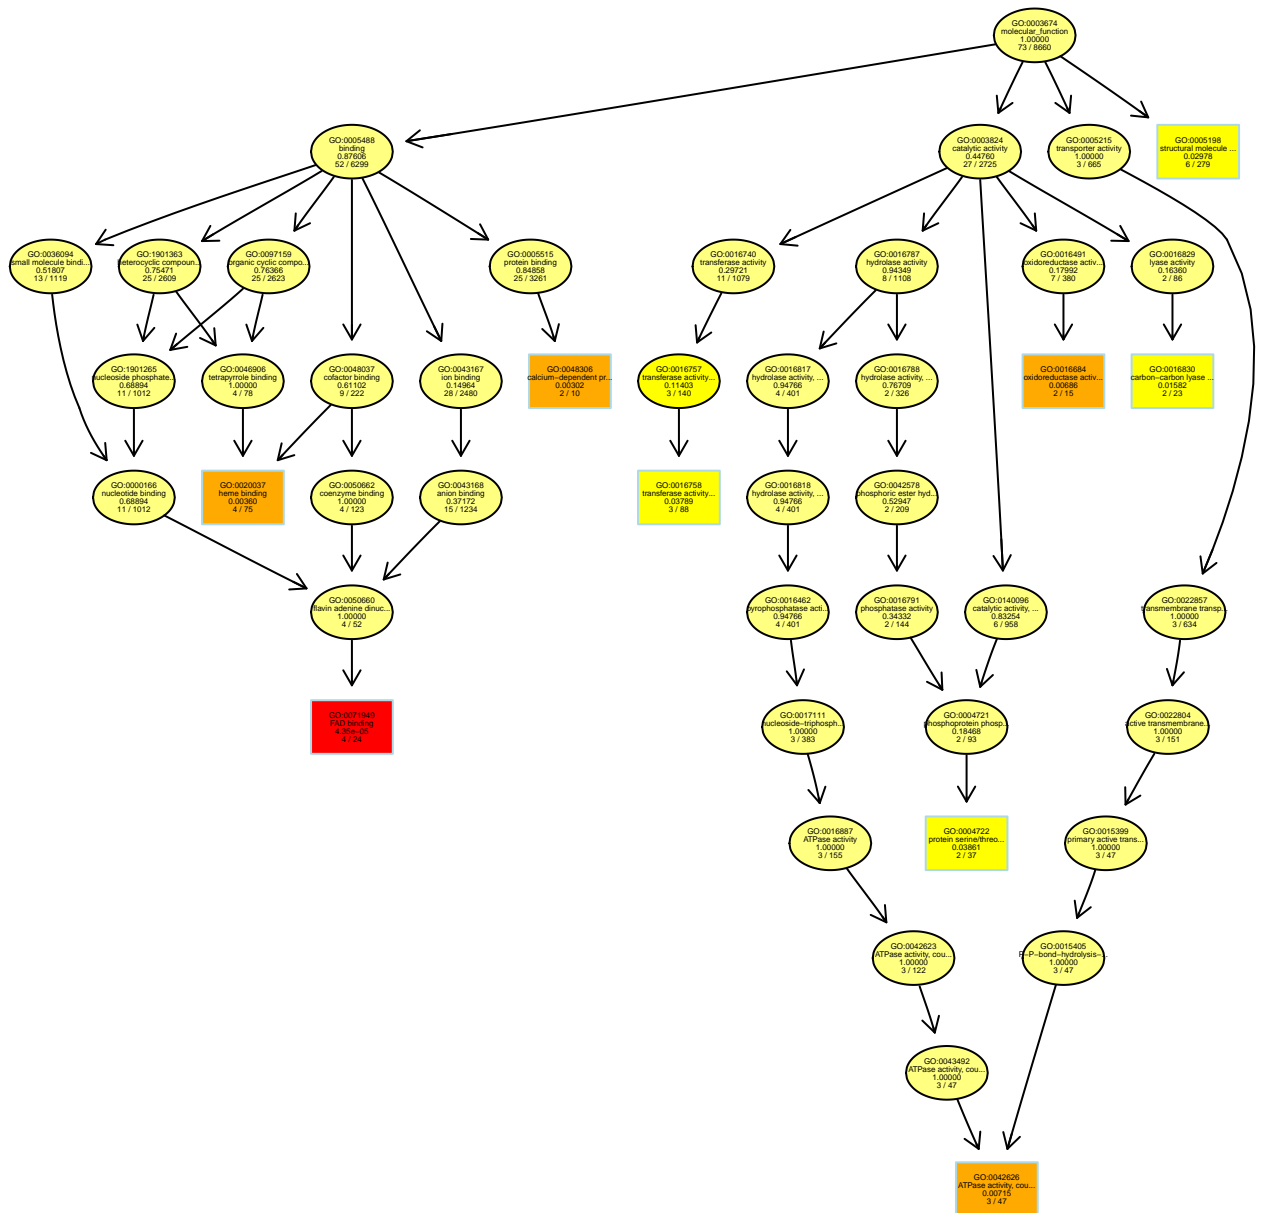 GO:0003674
molecular_function
1.00000
73 / 8660
GO:0005488
binding
0.87606
52 / 6299
GO:0003824
catalytic activity
0.44760
27 / 2725
GO:0005215
transporter activity
1.00000
3 / 665
GO:0005198
structural molecule ...
0.02978
6 / 279
GO:0036094
small molecule bindi...
0.51807
13 / 1119
GO:1901363
heterocyclic compoun...
0.75471
25 / 2609
GO:0097159
organic cyclic compo...
0.76366
25 / 2623
GO:0005515
protein binding
0.84858
25 / 3261
GO:0016740
transferase activity
0.29721
11 / 1079
GO:0016787
hydrolase activity
0.94349
8 / 1108
GO:0016491
oxidoreductase activ...
0.17992
7 / 380
GO:0016829
lyase activity
0.16360
2 / 86
GO:1901265
nucleoside phosphate...
0.68894
11 / 1012
GO:0046906
tetrapyrrole binding
1.00000
4 / 78
GO:0048037
cofactor binding
0.61102
9 / 222
GO:0043167
ion binding
0.14964
28 / 2480
GO:0048306
calcium−dependent pr...
0.00302
2 / 10
GO:0016757
transferase activity...
0.11403
3 / 140
GO:0016817
hydrolase activity, ...
0.94766
4 / 401
GO:0016788
hydrolase activity, ...
0.76709
2 / 326
GO:0016684
oxidoreductase activ...
0.00686
2 / 15
GO:0016830
carbon−carbon lyase ...
0.01582
2 / 23
GO:0000166
nucleotide binding
0.68894
11 / 1012
GO:0020037
heme binding
0.00360
4 / 75
GO:0050662
coenzyme binding
1.00000
4 / 123
GO:0043168
anion binding
0.37172
15 / 1234
GO:0016758
transferase activity...
0.03789
3 / 88
GO:0016818
hydrolase activity, ...
0.94766
4 / 401
GO:0042578
phosphoric ester hyd...
0.52947
2 / 209
GO:0050660
flavin adenine dinuc...
1.00000
4 / 52
GO:0016462
pyrophosphatase acti...
0.94766
4 / 401
GO:0016791
phosphatase activity
0.34332
2 / 144
GO:0140096
catalytic activity, ...
0.83254
6 / 958
GO:0022857
transmembrane transp...
1.00000
3 / 634
GO:0071949
FAD binding
4.35e−05
4 / 24
GO:0017111
nucleoside−triphosph...
1.00000
3 / 383
GO:0004721
phosphoprotein phosp...
0.18468
2 / 93
GO:0022804
active transmembrane...
1.00000
3 / 151
GO:0016887
ATPase activity
1.00000
3 / 155
GO:0004722
protein serine/threo...
0.03861
2 / 37
GO:0015399
primary active trans...
1.00000
3 / 47
GO:0042623
ATPase activity, cou...
1.00000
3 / 122
GO:0015405
P−P−bond−hydrolysis−...
1.00000
3 / 47
GO:0043492
ATPase activity, cou...
1.00000
3 / 47
GO:0042626
ATPase activity, cou...
0.00715
3 / 47